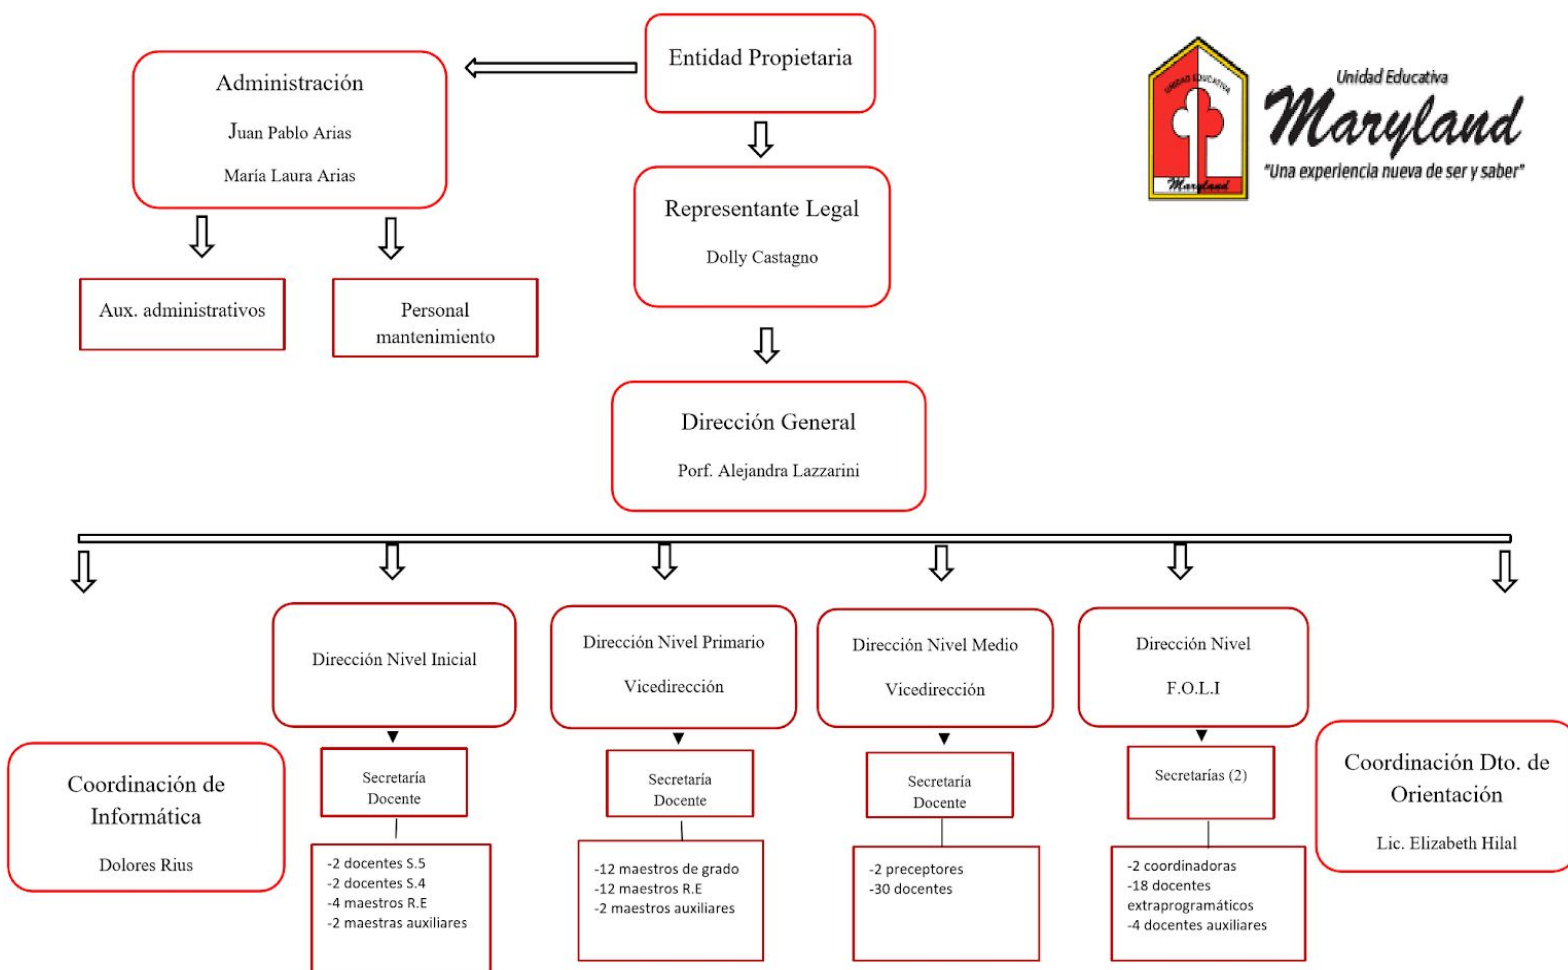 Entidad Propietaria
Administración
Juan Pablo Arias
María Laura Arias
UNIDAD EDUCATIVA
Maryland
Unidad Educativa
Maryland
"Una experiencia nueva de ser y saber"
Representante Legal
Dolly Castagno
Aux. administrativos
Personal
mantenimiento
Dirección General
Porf. Alejandra Lazzarini
Dirección Nivel Inicial
Dirección Nivel Primario
Vicedirección
Dirección Nivel Medio
Vicedirección
Dirección Nivel
F.O.L.I
Coordinación de
Informática
Dolores Rius
Secretaría
Docente
Secretaría
Docente
Secretaría
Docente
Secretarías (2)
Coordinación Dto. de
Orientación
Lic. Elizabeth Hilal
-2 docentes S.5
-2 docentes S.4
-4 maestros R.E
-2 maestras auxiliares
-12 maestros de grado
-12 maestros R.E
-2 maestros auxiliares
-2 preceptores
-30 docentes
-2 coordinadoras
-18 docentes
extraprogramáticos
-4 docentes auxiliares